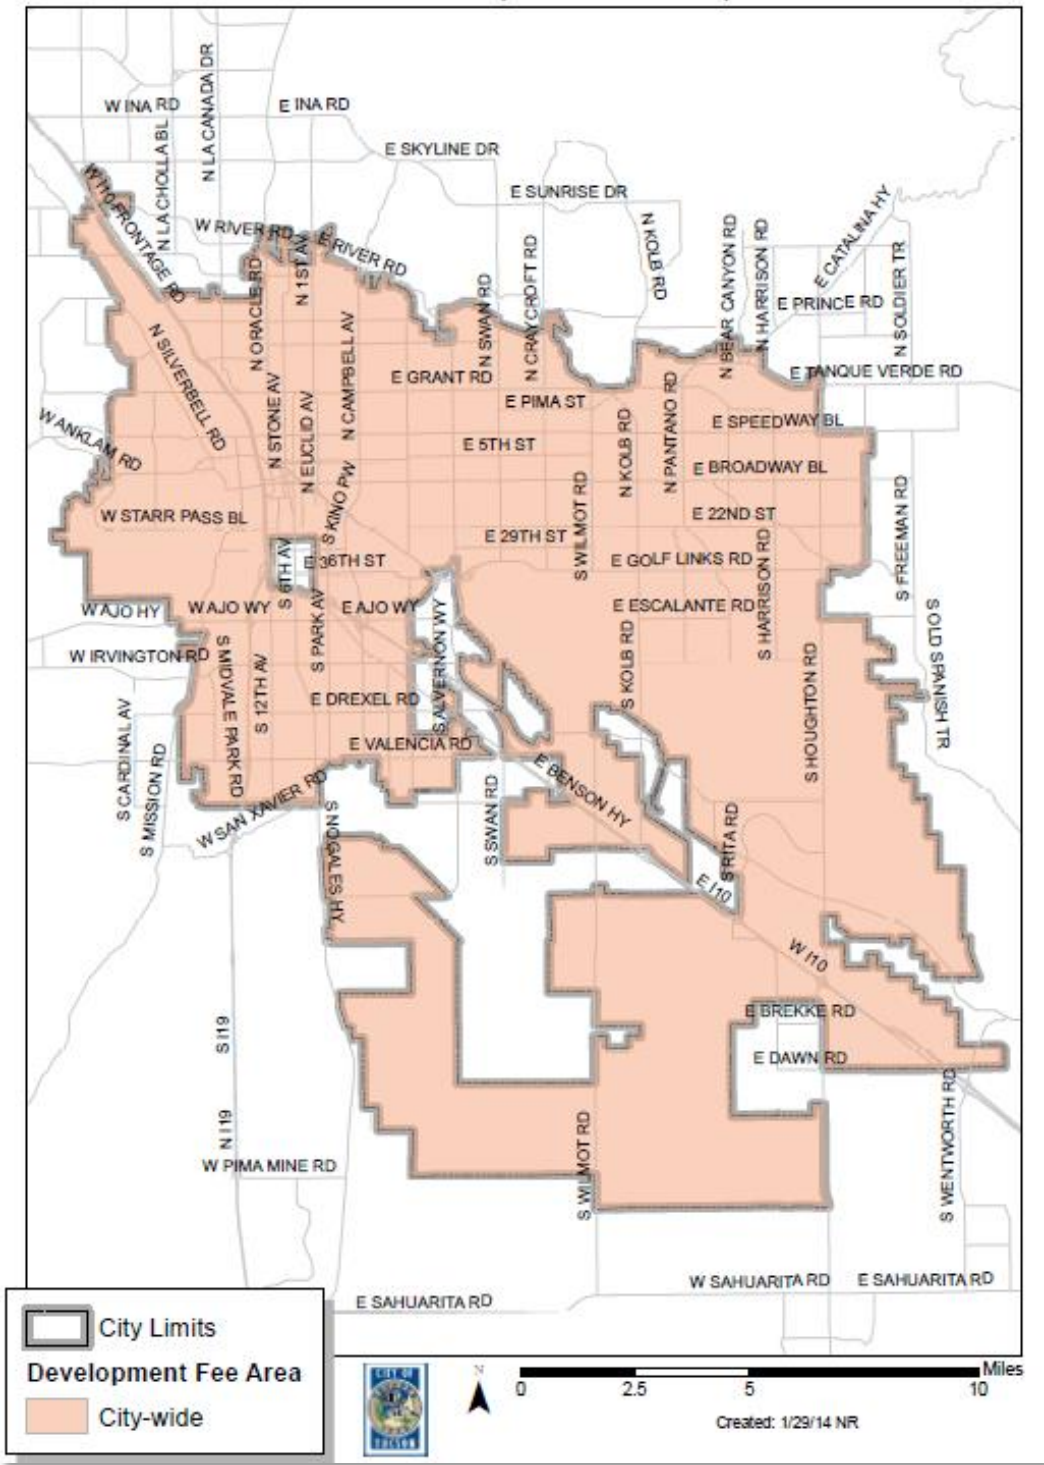 W INA RD
E INA RD
N LA CANADA DR
N LA CHOLLA BL
E SKYLINE DR
E SUNRISE DR
W I10 FRONTAGE RD
W RIVER RD
E RIVER RD
N 1ST AV
N ORACLE RD
N SWAN RD
N CRAYCROFT RD
N KOLB RD
N BEAR CANYON RD
N HARRISON RD
E CATALINA HY
E PRINCE RD
N SOLDIER TR
N SILVERBELL RD
N STONE AV
N EUCLID AV
N CAMPBELL AV
E GRANT RD
E PIMA ST
E TANQUE VERDE RD
E SPEEDWAY BL
W ANKLAM RD
E 5TH ST
N KOLB RD
N PANTANO RD
E BROADWAY BL
W STARR PASS BL
S KINO PW
E 22ND ST
E 29TH ST
S WILMOT RD
S FREEMAN RD
S 6TH AV
E 36TH ST
E GOLF LINKS RD
S HARRISON RD
W AJO HY
W AJO WY
E AJO WY
S PARK AV
S ALVERNON WY
E ESCALANTE RD
W IRVINGTON RD
S MIDVALE PARK RD
S 12TH AV
S KOLB RD
S HOUGHTON RD
S OLD SPANISH TR
E DREXEL RD
S CARDINAL AV
S MISSION RD
E VALENCIA RD
E BENSON HY
W SAN XAVIER RD
S NOGALES HY
S SWAN RD
S RITA RD
E I10
W I10
S I19
E BREKKE RD
E DAWN RD
N I19
W PIMA MINE RD
S WILMOT RD
S WENTWORTH RD
W SAHUARITA RD
E SAHUARITA RD
E SAHUARITA RD
City Limits
Development Fee Area
City-wide
CITY OF
TUCSON
N
Miles
0
2.5
5
10
Created: 1/29/14 NR